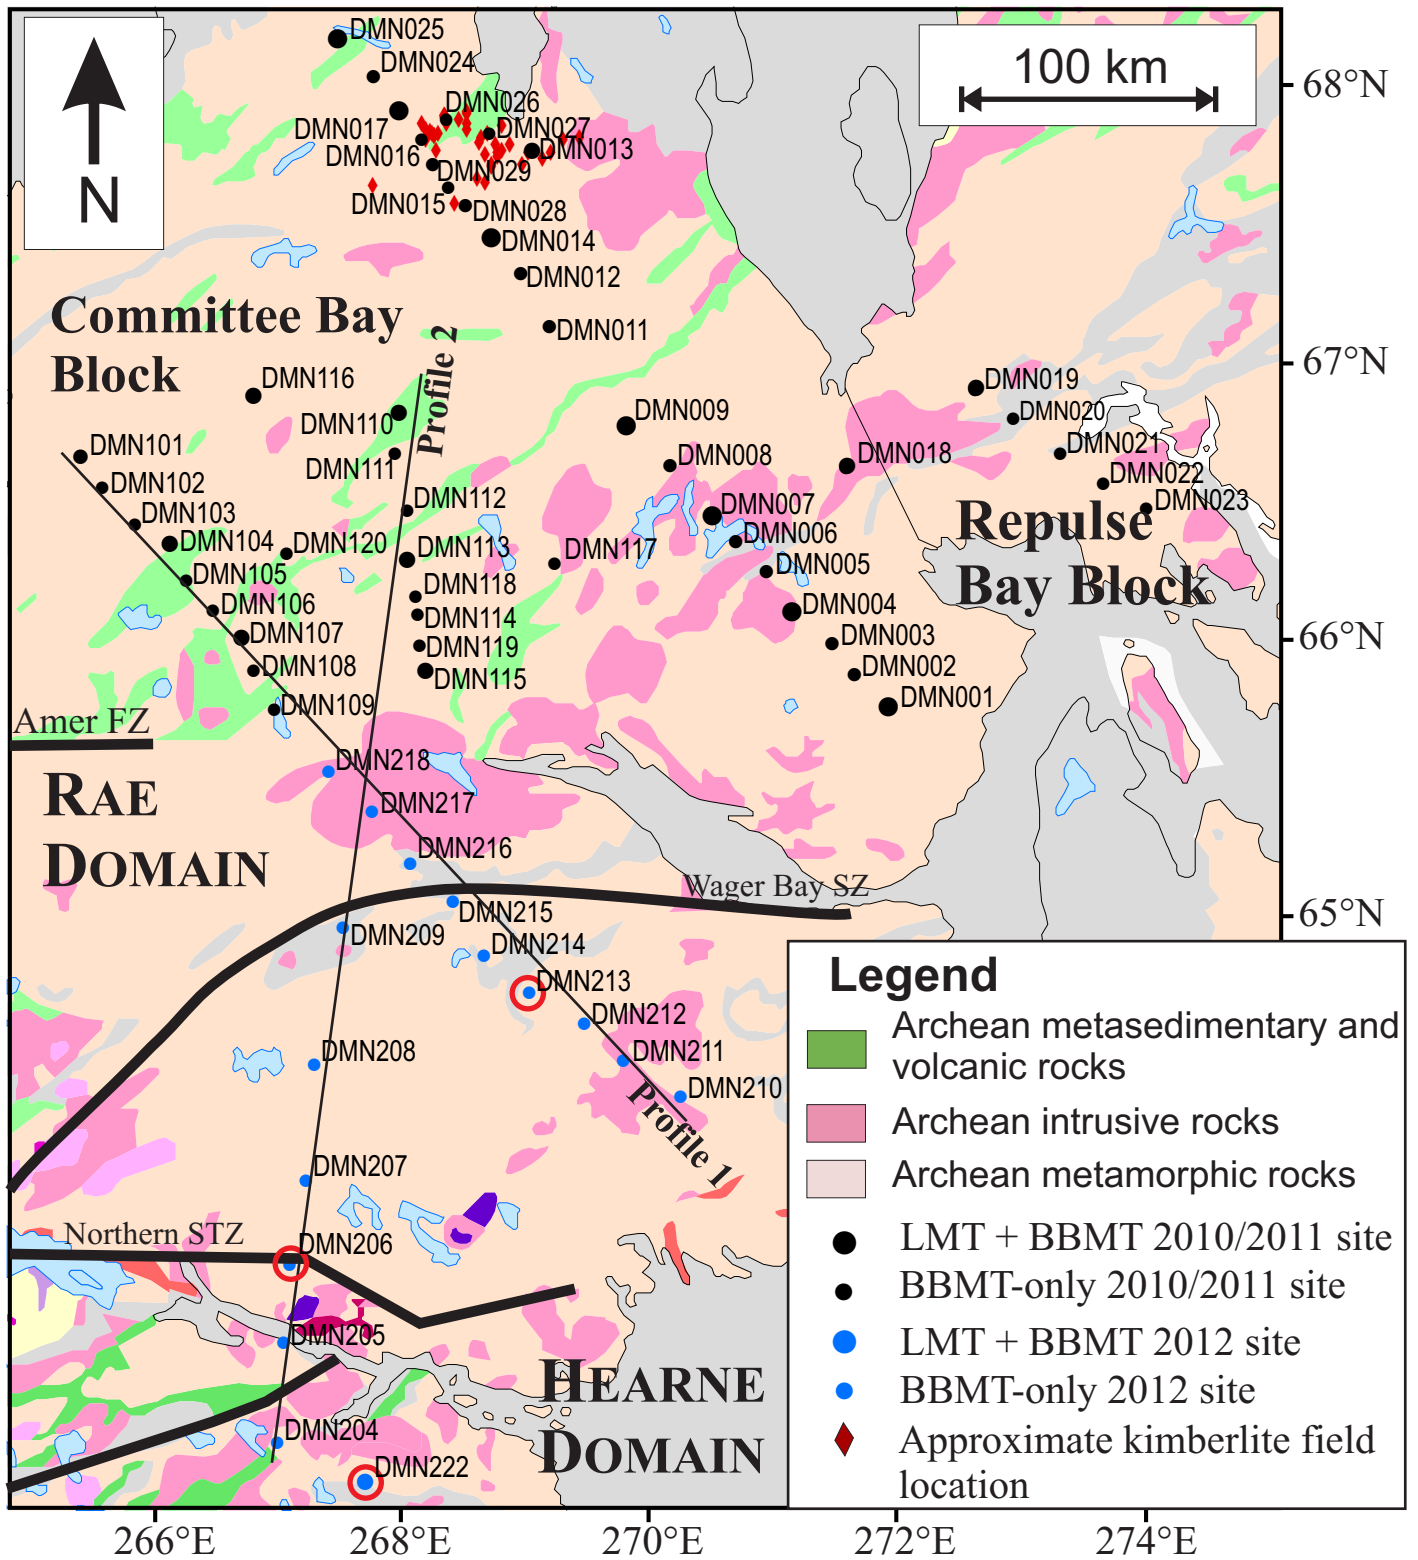 DMN025
DMN024
DMN026
DMN017
DMN027
DMN016
DMN013
DMN029
DMN015
DMN028
DMN014
DMN012
DMN011
N
100 km
68°N
67°N
66°N
65°N
Committee Bay
Block
Profile 2
DMN116
DMN110
DMN111
DMN101
DMN102
DMN103
DMN104
DMN105
DMN106
DMN107
DMN108
DMN109
DMN120
DMN112
DMN113
DMN118
DMN114
DMN119
DMN115
DMN117
DMN009
DMN008
DMN007
DMN006
DMN005
DMN004
DMN003
DMN002
DMN001
DMN018
DMN019
DMN020
DMN021
DMN022
DMN023
Repulse
Bay Block
Amer FZ
RAE
DOMAIN
DMN218
DMN217
DMN216
Wager Bay SZ
DMN215
DMN209
DMN214
DMN213
DMN212
DMN211
DMN210
DMN208
Profile 1
DMN207
Northern STZ
DMN206
DMN205
HEARNE
DOMAIN
DMN204
DMN222
Legend
Archean metasedimentary and
volcanic rocks
Archean intrusive rocks
Archean metamorphic rocks
LMT + BBMT 2010/2011 site
BBMT-only 2010/2011 site
LMT + BBMT 2012 site
BBMT-only 2012 site
Approximate kimberlite field
location
266°E
268°E
270°E
272°E
274°E